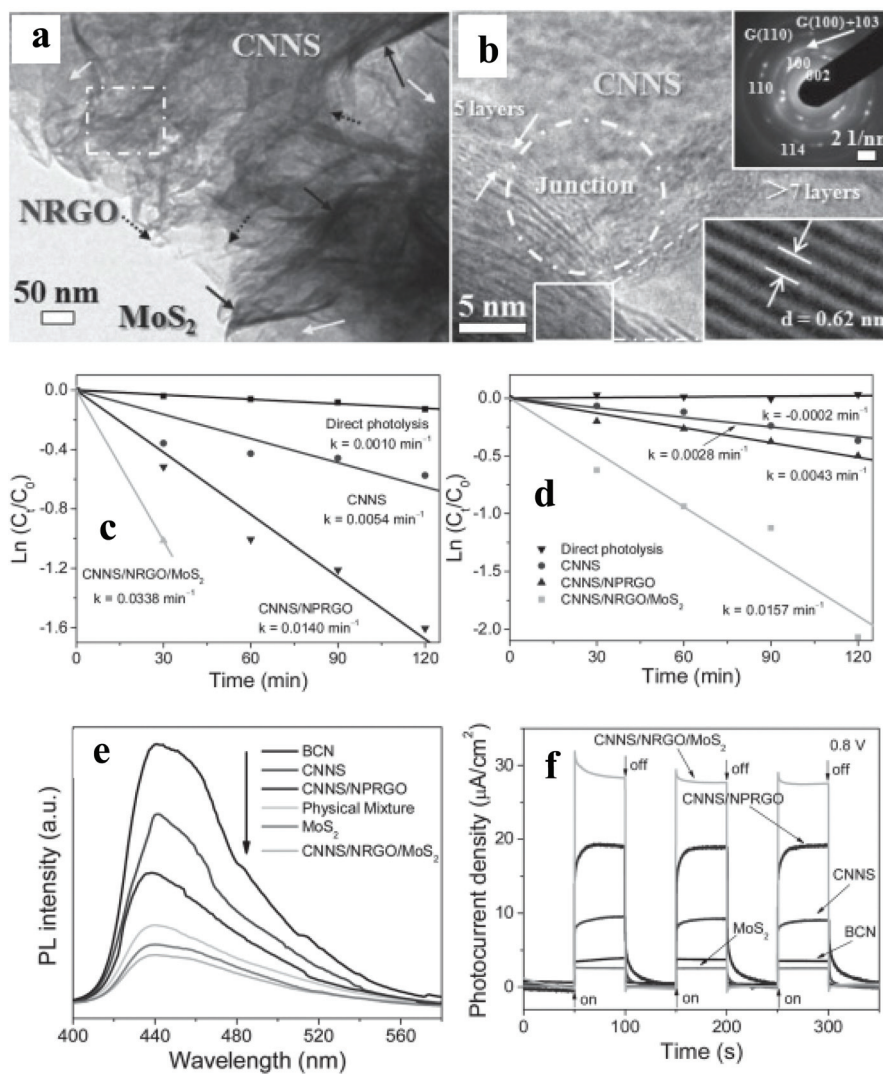 a
CNNS
NRGO
50 nm
MoS₂
b
CNNS
5 layers
Junction
>7 layers
5 nm
d = 0.62 nm
G(100)+103
G(110)
100
002
110
114
2 1/nm
Ln (Cₜ/C₀)
0.0
-0.4
-0.8
-1.2
-1.6
Direct photolysis
k = 0.0010 min⁻¹
CNNS
k = 0.0054 min⁻¹
c
CNNS/NRGO/MoS₂
k = 0.0338 min⁻¹
CNNS/NPRGO
k = 0.0140 min⁻¹
0 30 60 90 120
Time (min)
Ln (Cₜ/C₀)
0.0
-0.5
-1.0
-1.5
-2.0
k = -0.0002 min⁻¹
k = 0.0028 min⁻¹
k = 0.0043 min⁻¹
d
Direct photolysis
CNNS
CNNS/NPRGO
CNNS/NRGO/MoS₂
k = 0.0157 min⁻¹
0 30 60 90 120
Time (min)
PL intensity (a.u.)
e
BCN
CNNS
CNNS/NPRGO
Physical Mixture
MoS₂
CNNS/NRGO/MoS₂
400 440 480 520 560
Wavelength (nm)
Photocurrent density (μA/cm²)
30
20
10
0
CNNS/NRGO/MoS₂
0.8 V
f
off
off
off
CNNS/NPRGO
CNNS
MoS₂
BCN
on
on
on
0 100 200 300
Time (s)